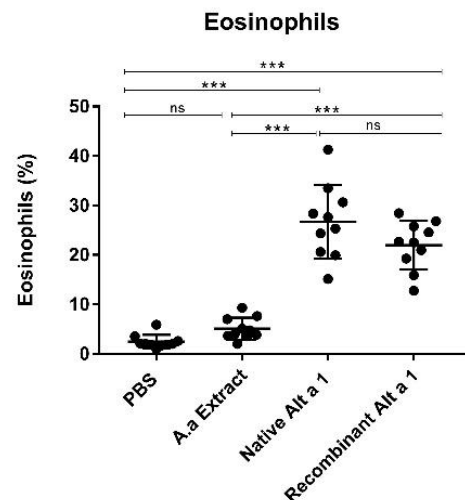 Eosinophils
***
***
ns
***
***
ns
Eosinophils (%)
50
40
30
20
10
0
PBS
A.a Extract
Native Alt a 1
Recombinant Alt a 1